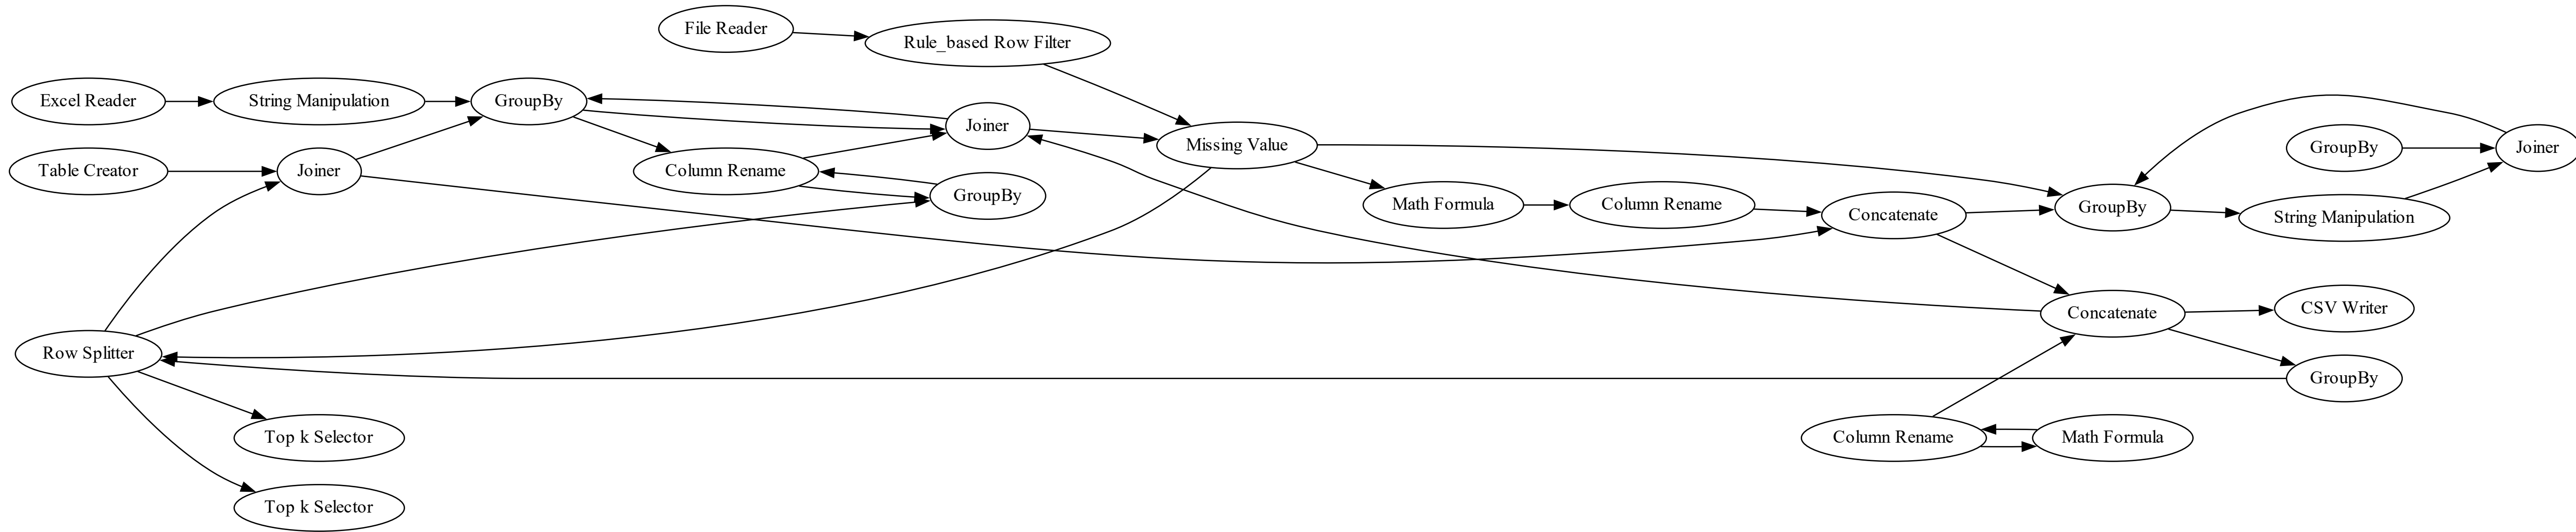 File Reader
Rule_based Row Filter
Excel Reader
String Manipulation
GroupBy
Joiner
Missing Value
GroupBy
Joiner
Table Creator
Joiner
Column Rename
GroupBy
Math Formula
Column Rename
Concatenate
GroupBy
String Manipulation
Concatenate
CSV Writer
Row Splitter
GroupBy
Top k Selector
Column Rename
Math Formula
Top k Selector